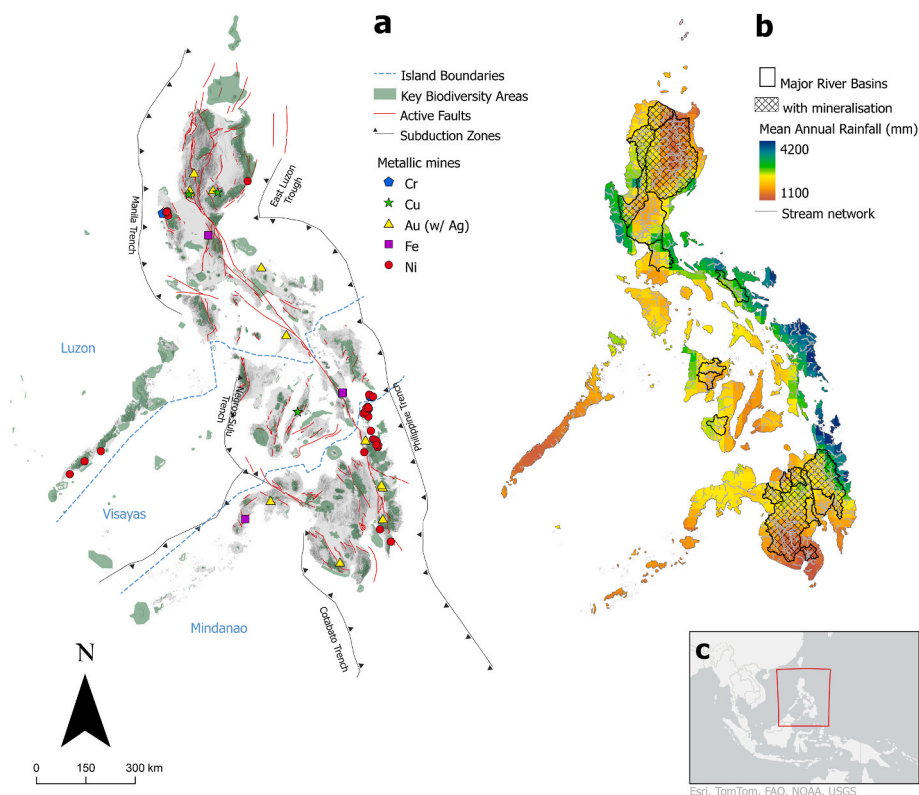 a
Island Boundaries
Key Biodiversity Areas
Active Faults
Subduction Zones
Metallic mines
Cr
Cu
Au (w/ Ag)
Fe
Ni
Manila Trench
East Luzon
Trough
Negros-Sulu
Trench
Philippine Trench
Cotabato Trench
Luzon
Visayas
Mindanao
N
0 150 300 km
b
Major River Basins
with mineralisation
Mean Annual Rainfall (mm)
4200
1100
Stream network
c
Esri, TomTom, FAO, NOAA, USGS